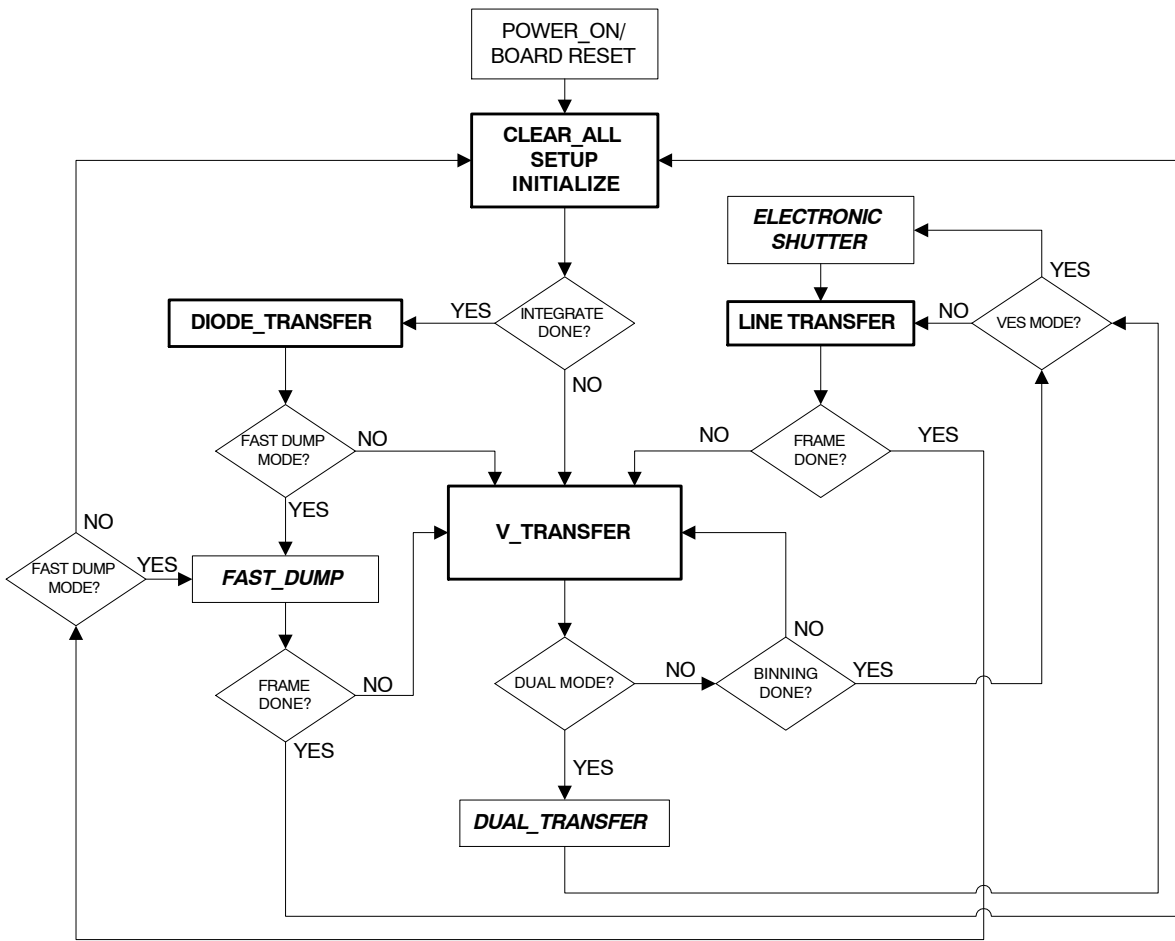 POWER_ON/
BOARD RESET
CLEAR_ALL
SETUP
INITIALIZE
ELECTRONIC
SHUTTER
YES
DIODE_TRANSFER
YES
INTEGRATE
DONE?
LINE TRANSFER
NO
VES MODE?
NO
FAST DUMP
MODE?
NO
NO
FRAME
DONE?
YES
YES
V_TRANSFER
NO
FAST DUMP
MODE?
YES
FAST_DUMP
NO
NO
FRAME
DONE?
NO
DUAL MODE?
NO
BINNING
DONE?
YES
YES
YES
DUAL_TRANSFER